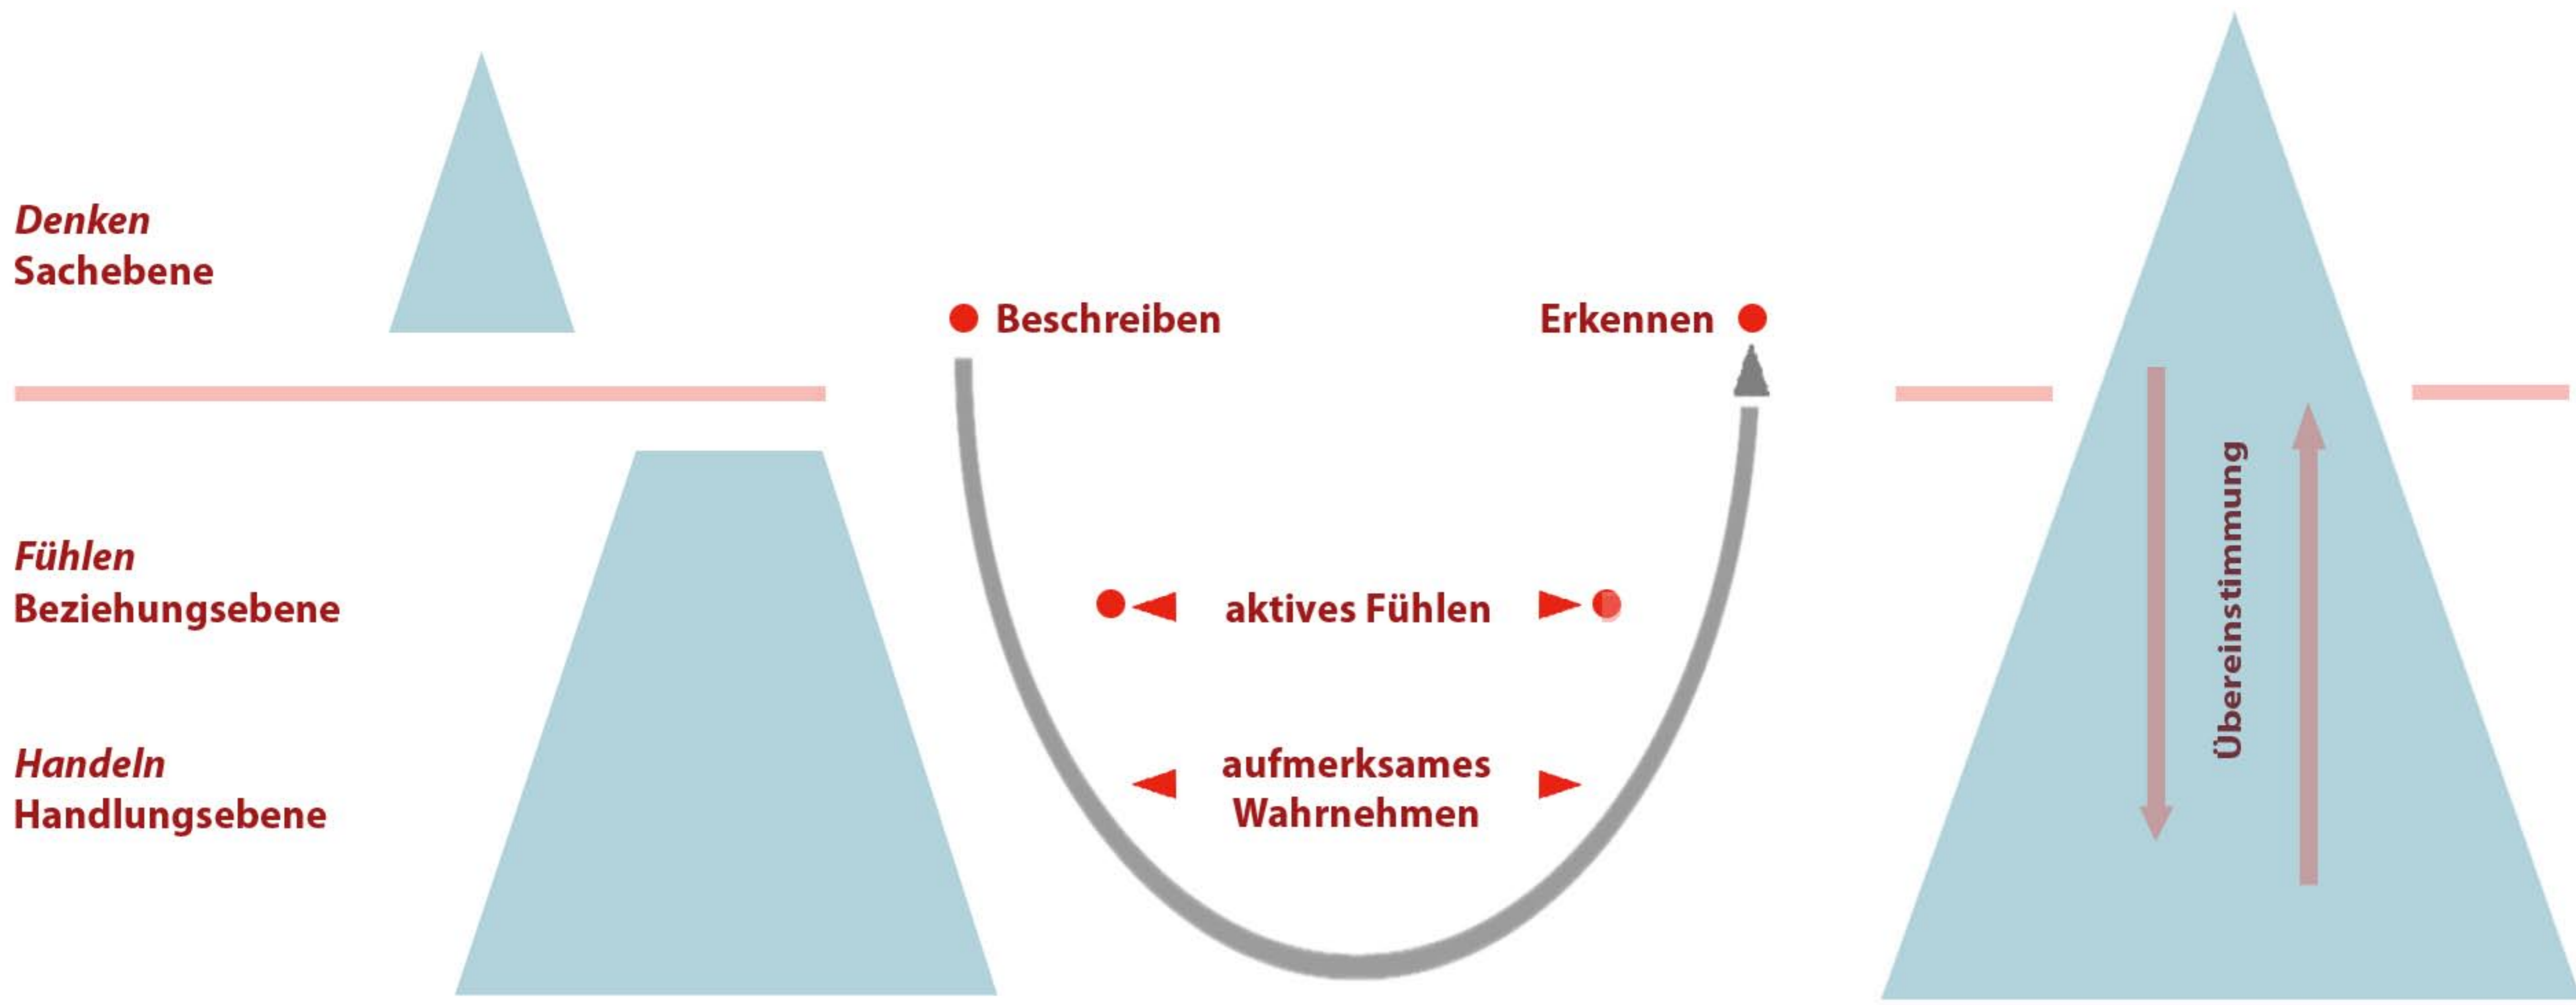 Denken
Sachebene
Beschreiben
Erkennen
Fühlen
Beziehungsebene
aktives Fühlen
Handeln
Handlungsebene
aufmerksames
Wahrnehmen
Übereinstimmung